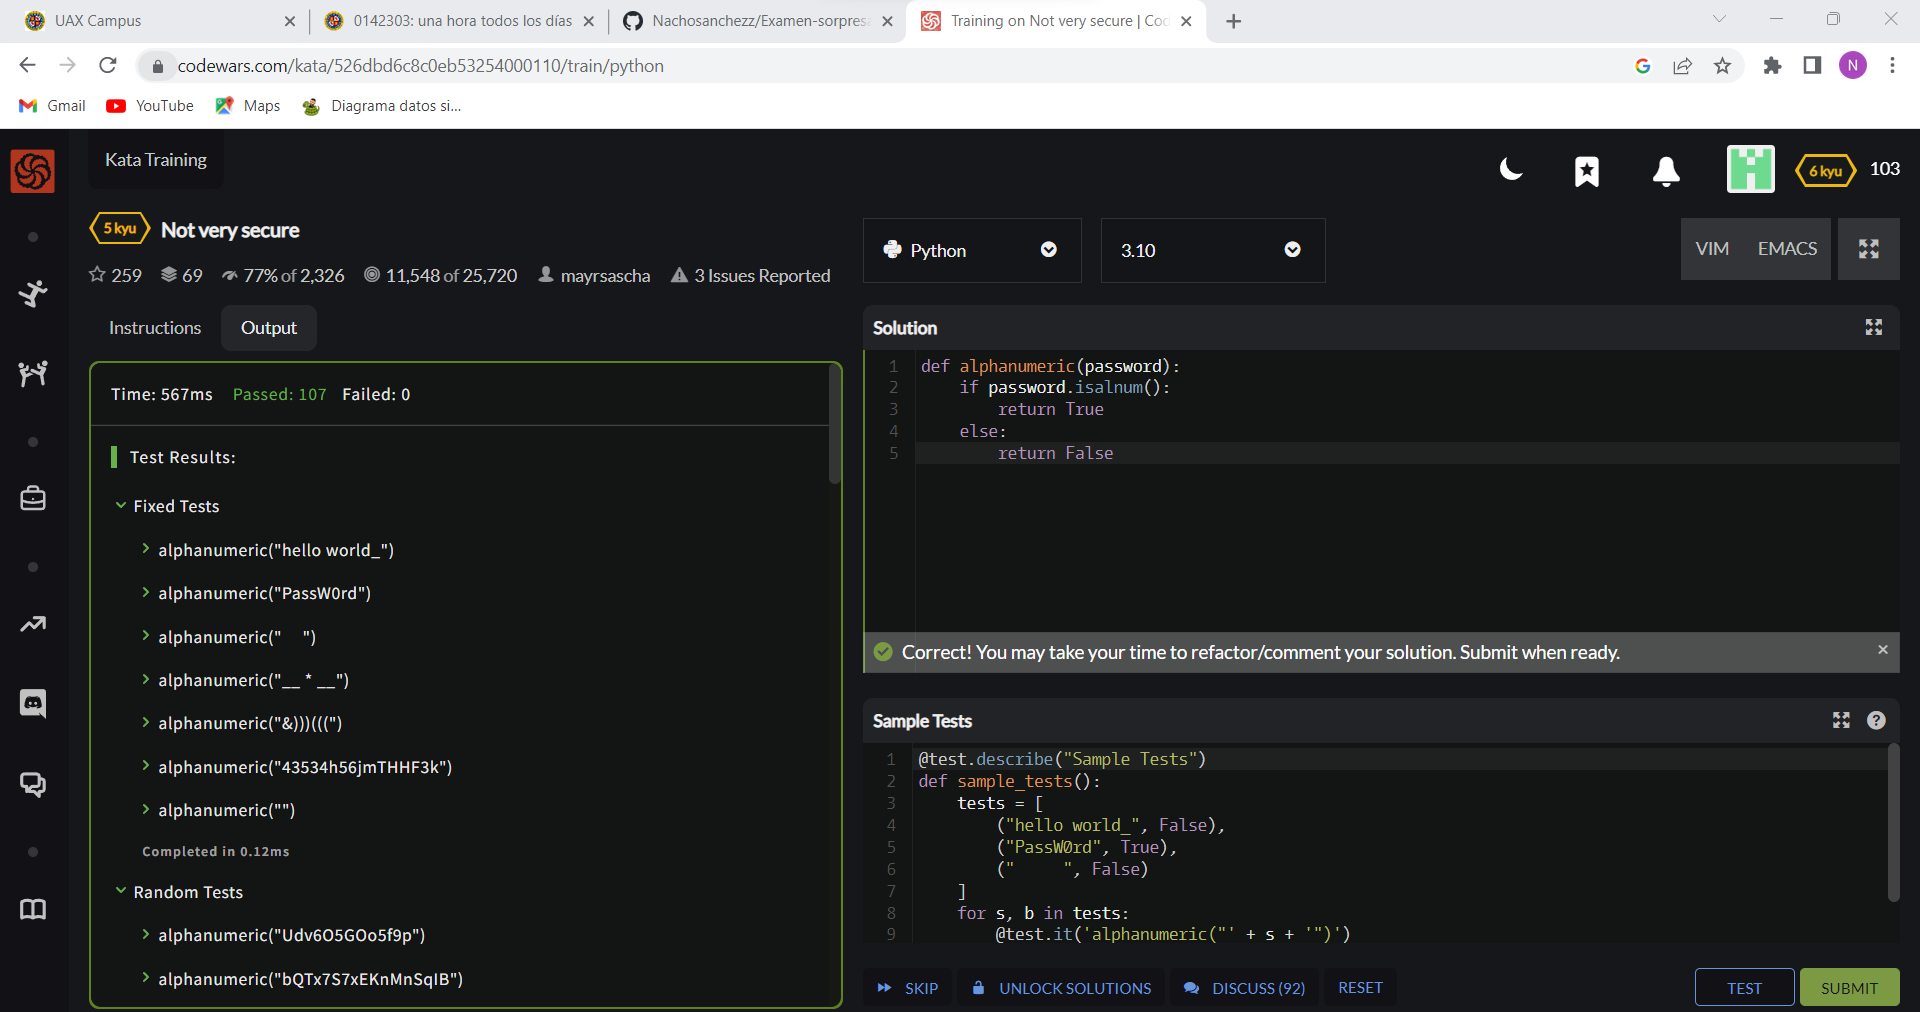 UAX Campus
0142303: una hora todos los días
Nachosanchezz/Examen-sorpres
Training on Not very secure | Cod
codewars.com/kata/526dbd6c8c0eb53254000110/train/python
N
Gmail
YouTube
Maps
Diagrama datos si...
Kata Training
6 kyu
103
5 kyu
Not very secure
259
69
77% of 2,326
11,548 of 25,720
mayrsascha
3 Issues Reported
Python
3.10
VIM
EMACS
Instructions
Output
Time: 567ms Passed: 107 Failed: 0
Test Results:
Fixed Tests
alphanumeric("hello world_")
alphanumeric("PassW0rd")
alphanumeric("     ")
alphanumeric("__ * __")
alphanumeric("&)))(((")
alphanumeric("43534h56jmTHHF3k")
alphanumeric("")
Completed in 0.12ms
Random Tests
alphanumeric("Udv6O5GOo5f9p")
alphanumeric("bQTx7S7xEKnMnSqIB")
Solution
1 def alphanumeric(password):
2     if password.isalnum():
3         return True
4     else:
5         return False
Correct! You may take your time to refactor/comment your solution. Submit when ready.
Sample Tests
1 @test.describe("Sample Tests")
2 def sample_tests():
3     tests = [
4         ("hello world_", False),
5         ("PassW0rd", True),
6         ("     ", False)
7     ]
8     for s, b in tests:
9         @test.it('alphanumeric("' + s + '")')
SKIP
UNLOCK SOLUTIONS
DISCUSS (92)
RESET
TEST
SUBMIT